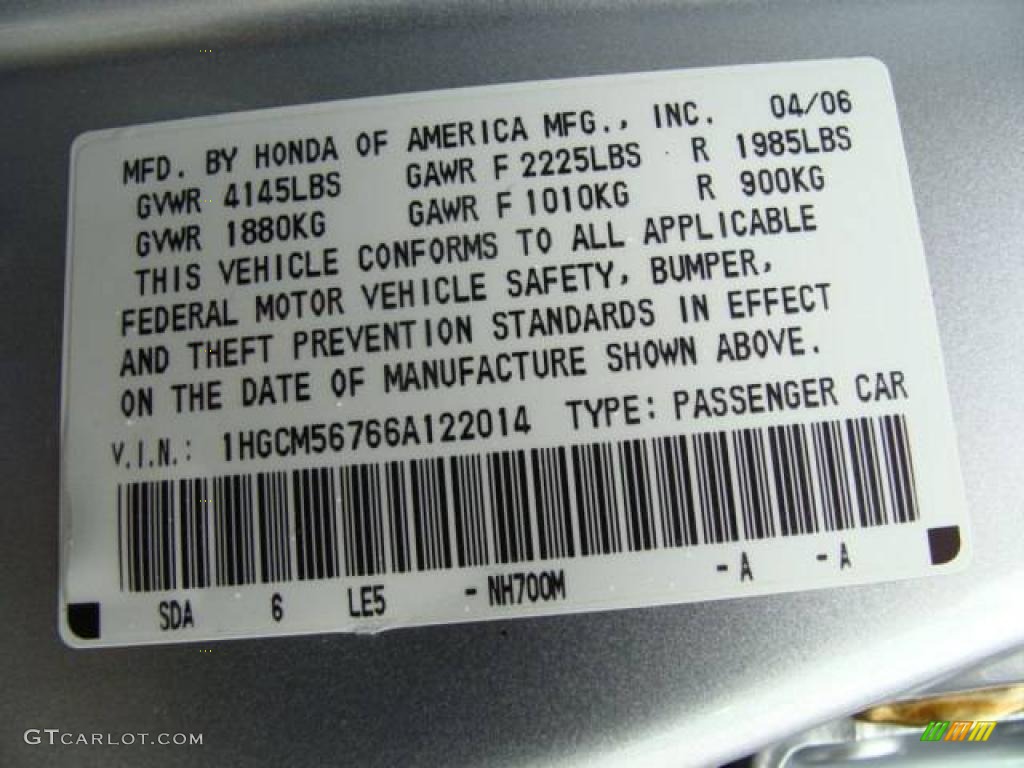 MFD. BY HONDA OF AMERICA MFG., INC. 04/06
GVWR 4145LBS GAWR F 2225LBS R 1985LBS
GVWR 1880KG GAWR F 1010KG R 900KG
THIS VEHICLE CONFORMS TO ALL APPLICABLE
FEDERAL MOTOR VEHICLE SAFETY, BUMPER,
AND THEFT PREVENTION STANDARDS IN EFFECT
ON THE DATE OF MANUFACTURE SHOWN ABOVE.
V.I.N.: 1HGCM56766A122014 TYPE: PASSENGER CAR
SDA 6 LE5 - NH700M - A - A
GTCARLOT.COM